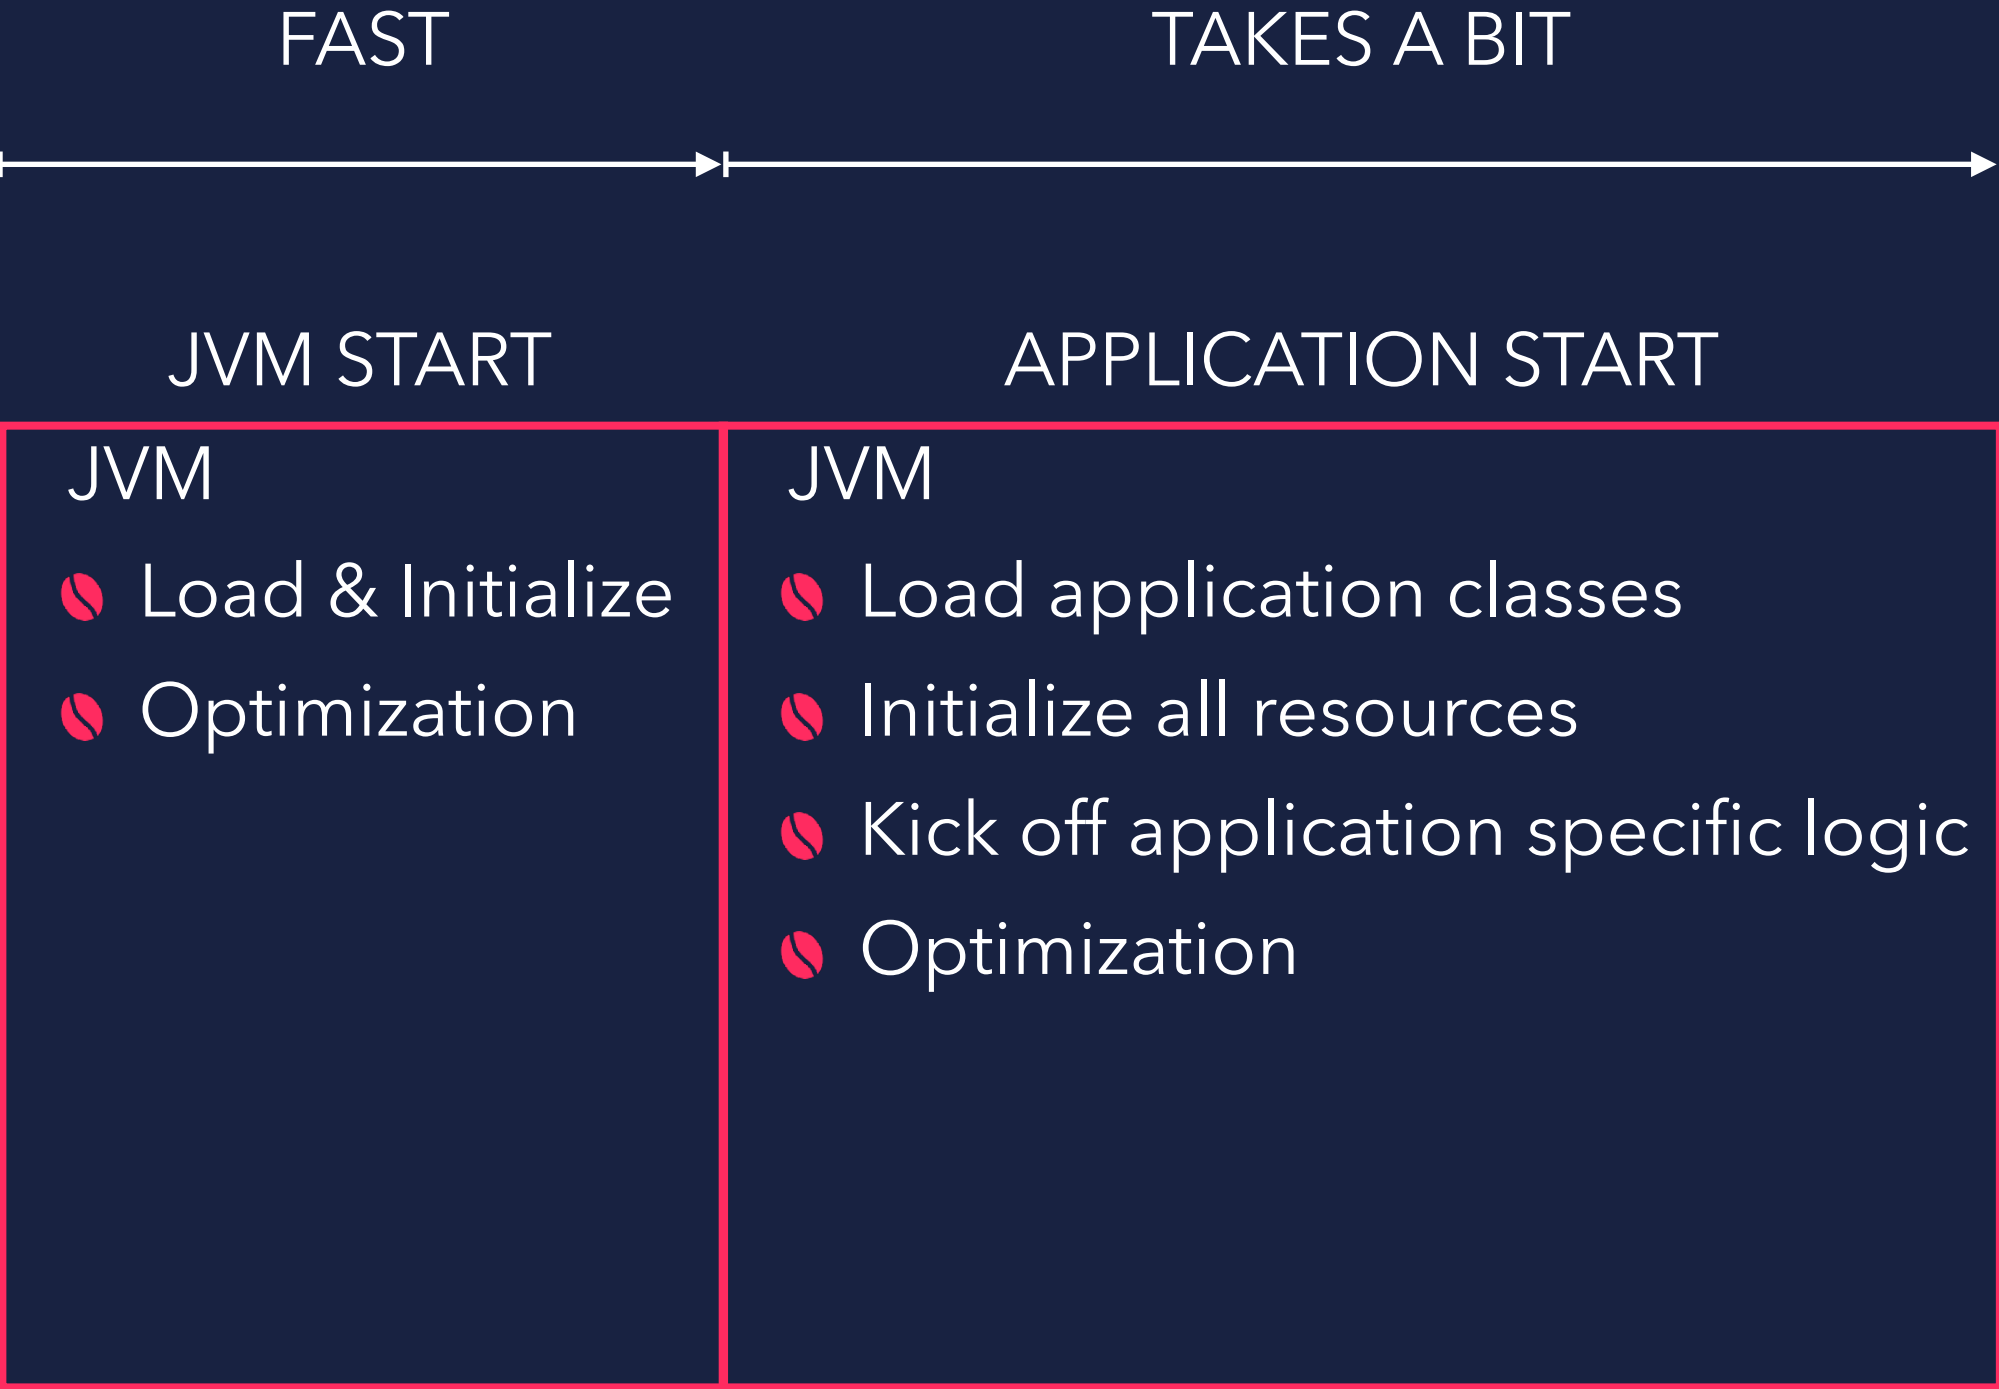 FAST
TAKES A BIT
JVM START
APPLICATION START
JVM
Load & Initialize
Optimization
JVM
Load application classes
Initialize all resources
Kick off application specific logic
Optimization